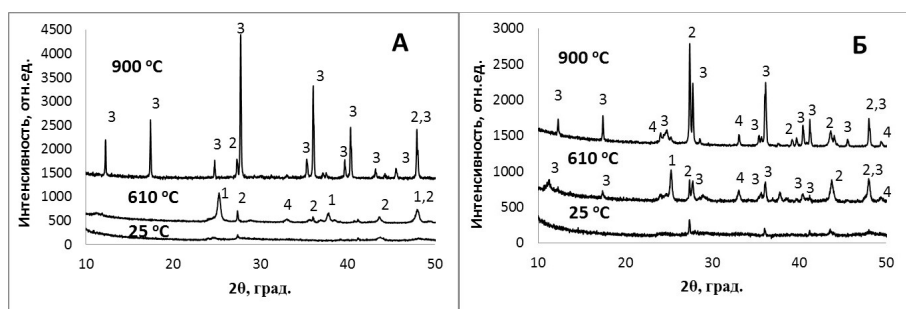 А
4500
4000
3500
3000
2500
2000
1500
1000
500
0
Интенсивность, отн.ед.
900 °С
3 3 3 3 2 3 3 3 3 3 3 2,3
610 °С
1 2 4 2 1 2 1,2
25 °С
10 20 30 40 50
2θ, град.
Б
3000
2500
2000
1500
1000
500
0
Интенсивность, отн.ед.
900 °С
3 3 4 3 2 3 4 3 3 2 3 3 2 3 2,3 4
610 °С
3 3 1 2 3 4 3 3 3 3 2 2,3 4
25 °С
10 20 30 40 50
2θ, град.